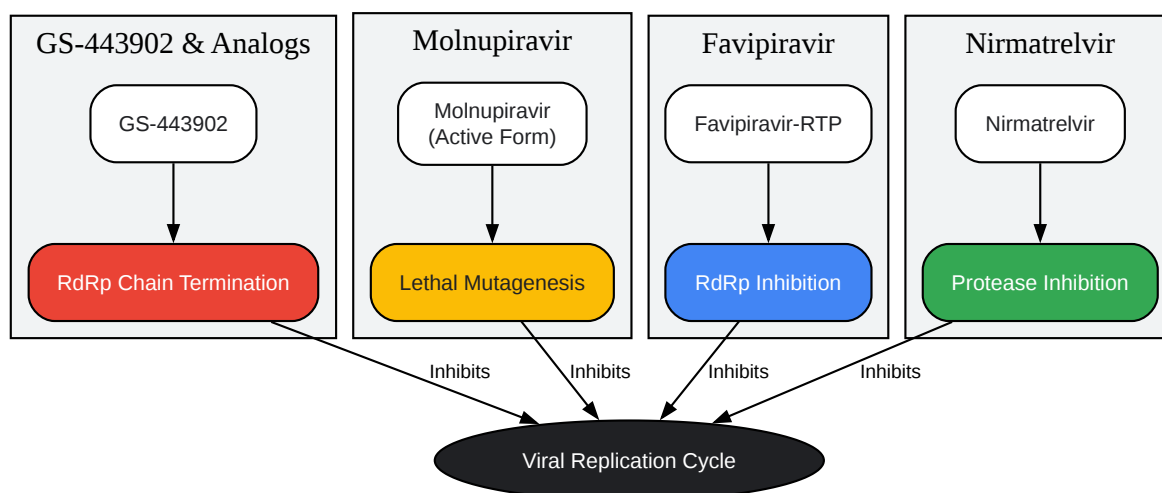 GS-443902 & Analogs
Molnupiravir
Favipiravir
Nirmatrelvir
GS-443902
Molnupiravir
(Active Form)
Favipiravir-RTP
Nirmatrelvir
RdRp Chain Termination
Lethal Mutagenesis
RdRp Inhibition
Protease Inhibition
Inhibits
Inhibits
Inhibits
Inhibits
Viral Replication Cycle